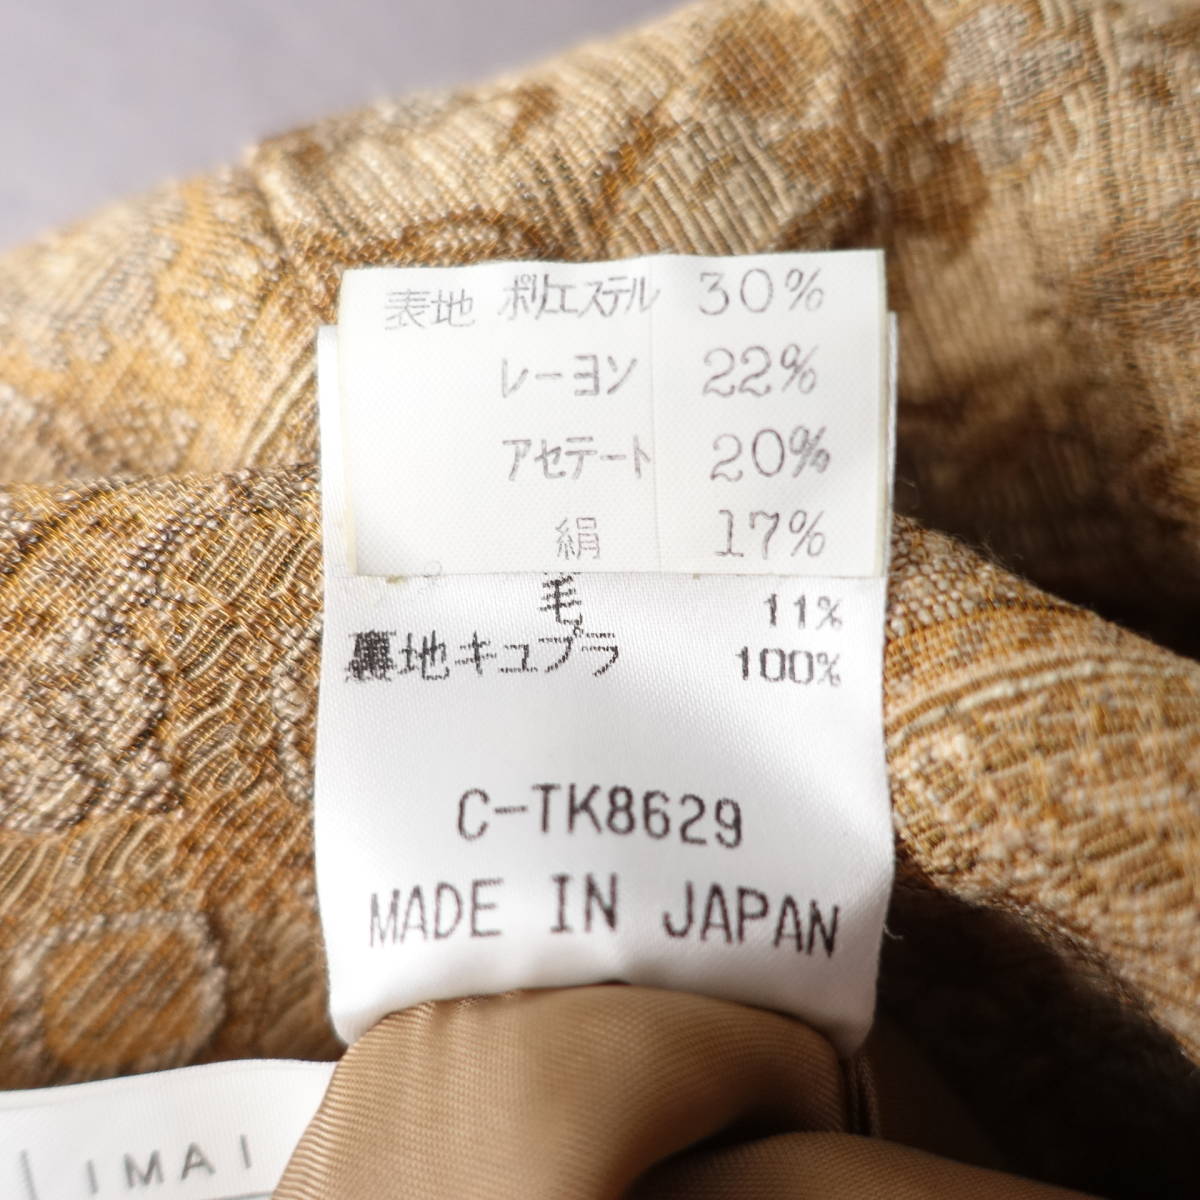 表地 ポリエステル 30%
レーヨン 22%
アセテート 20%
絹 17%
毛 11%
裏地キュプラ 100%
C-TK8629
MADE IN JAPAN
IMAI